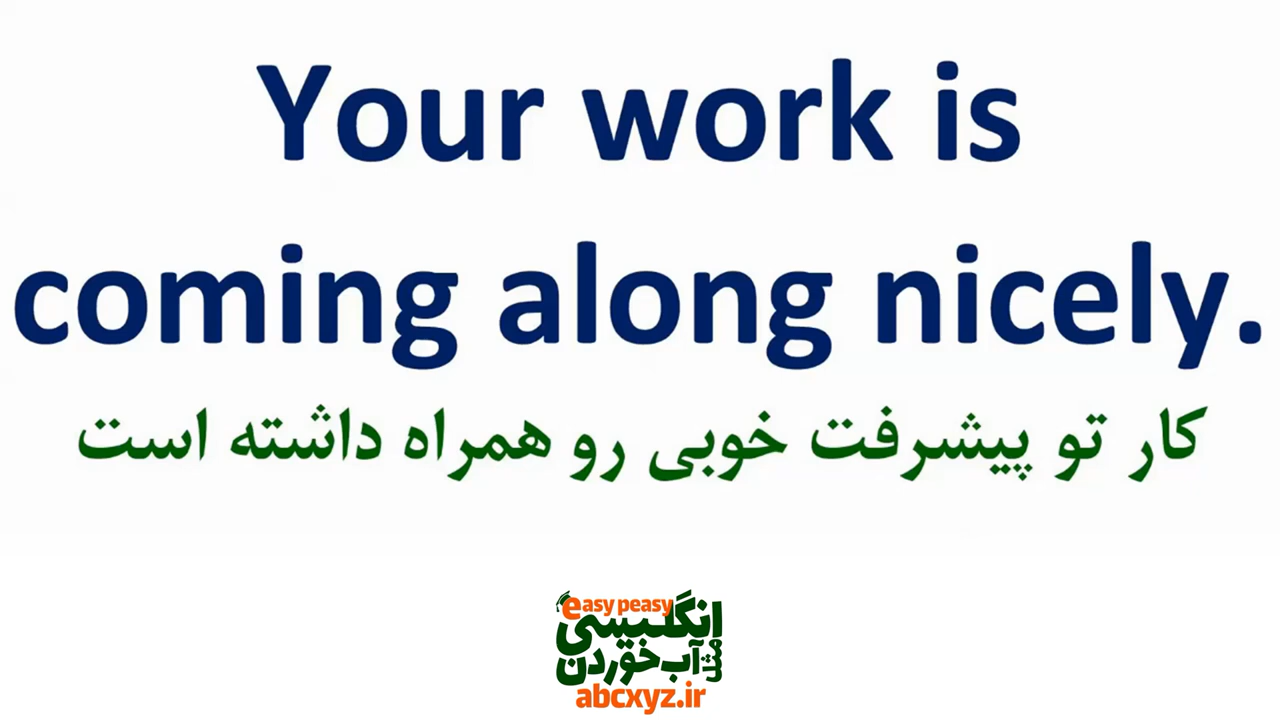 Your work is
coming along nicely.
کار تو پیشرفت خوبی رو همراه داشته است
easy peasy
انگلیسی
مثل آب خوردن
abcxyz.ir